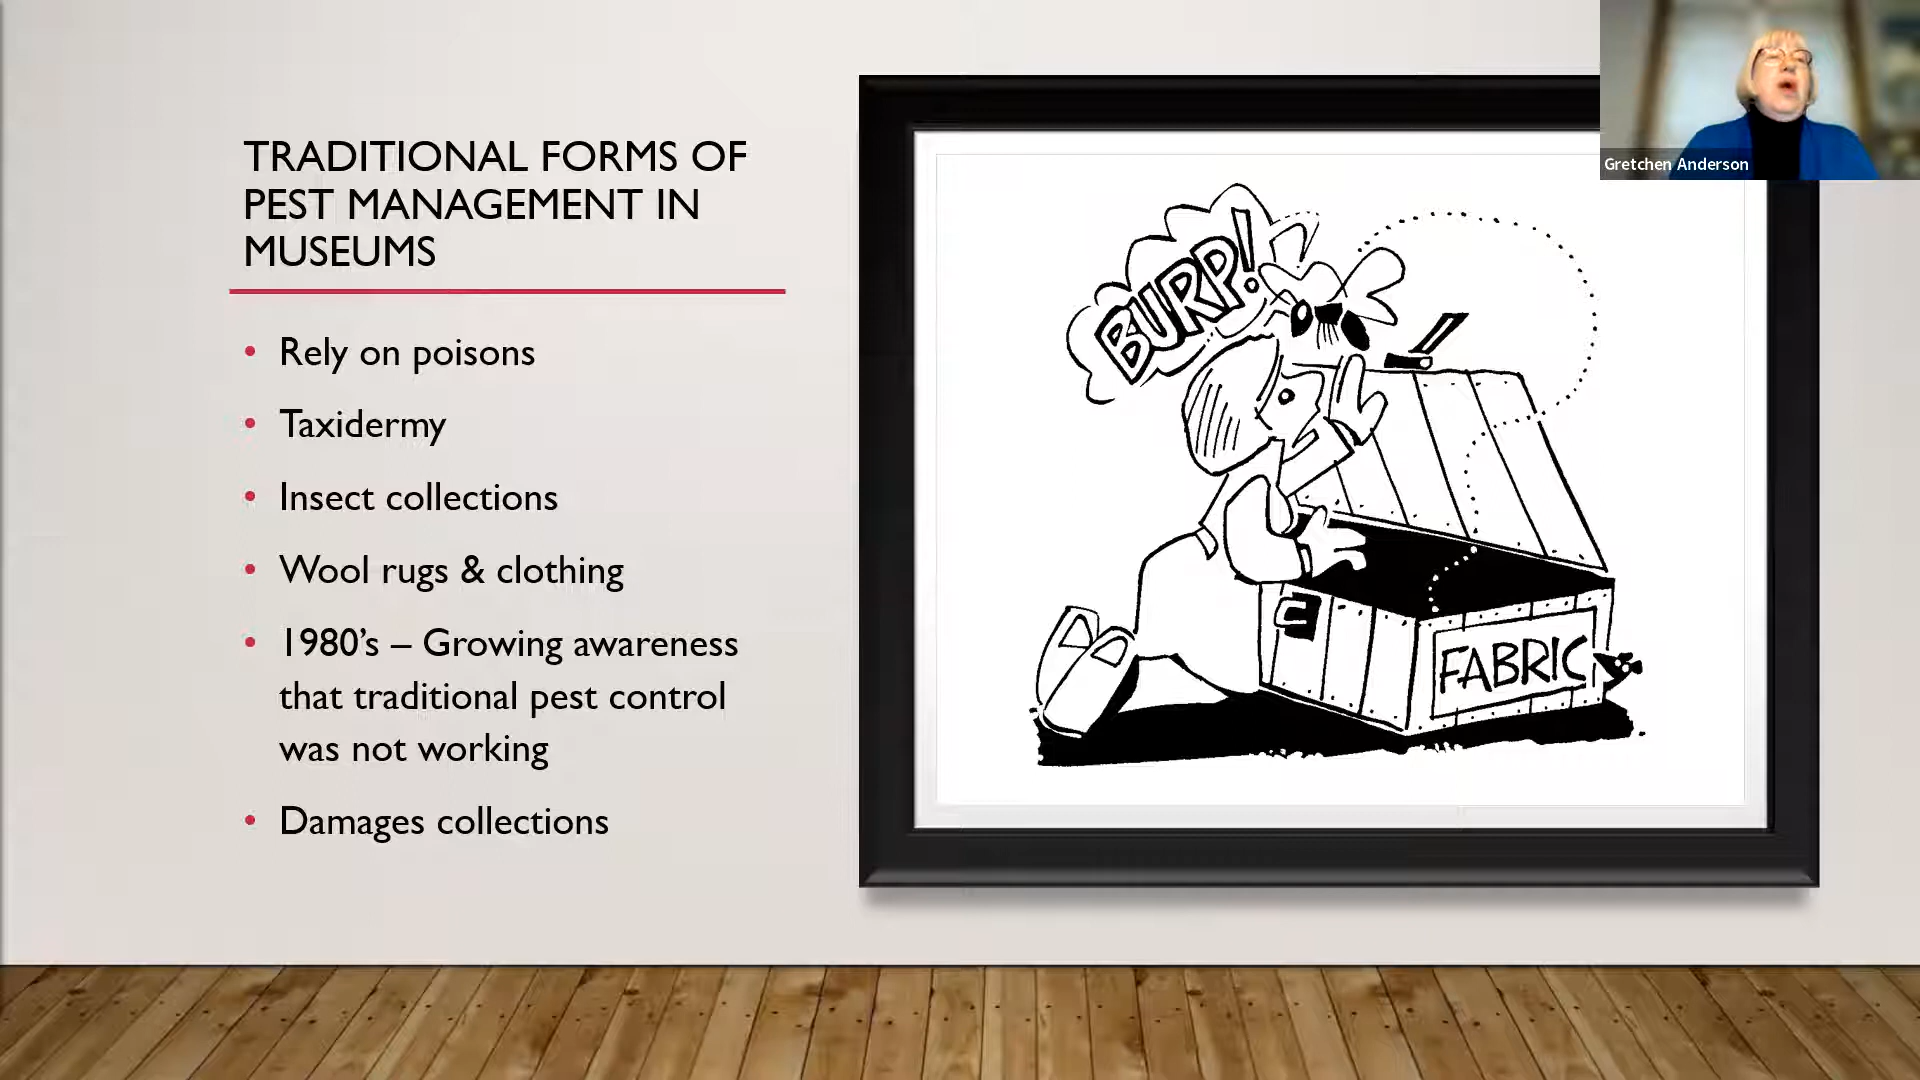 TRADITIONAL FORMS OF
PEST MANAGEMENT IN
MUSEUMS
• Rely on poisons
• Taxidermy
• Insect collections
• Wool rugs & clothing
• 1980’s – Growing awareness
that traditional pest control
was not working
• Damages collections
BURP!
FABRIC
Gretchen Anderson